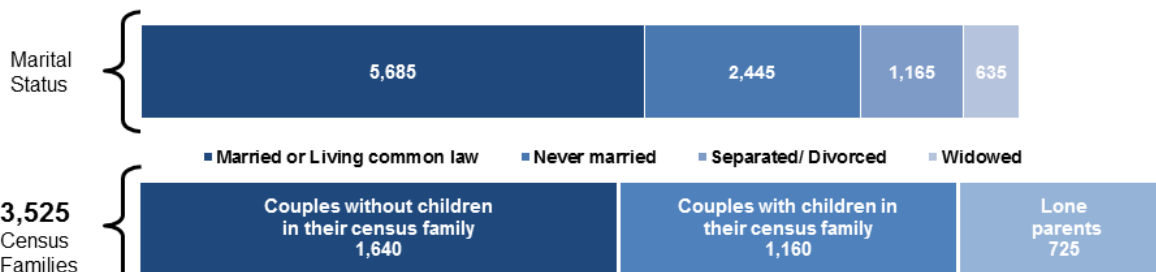 Marital
Status
5,685
2,445
1,165
635
Married or Living common law
Never married
Separated/ Divorced
Widowed
3,525
Census
Families
Couples without children
in their census family
1,640
Couples with children in
their census family
1,160
Lone
parents
725